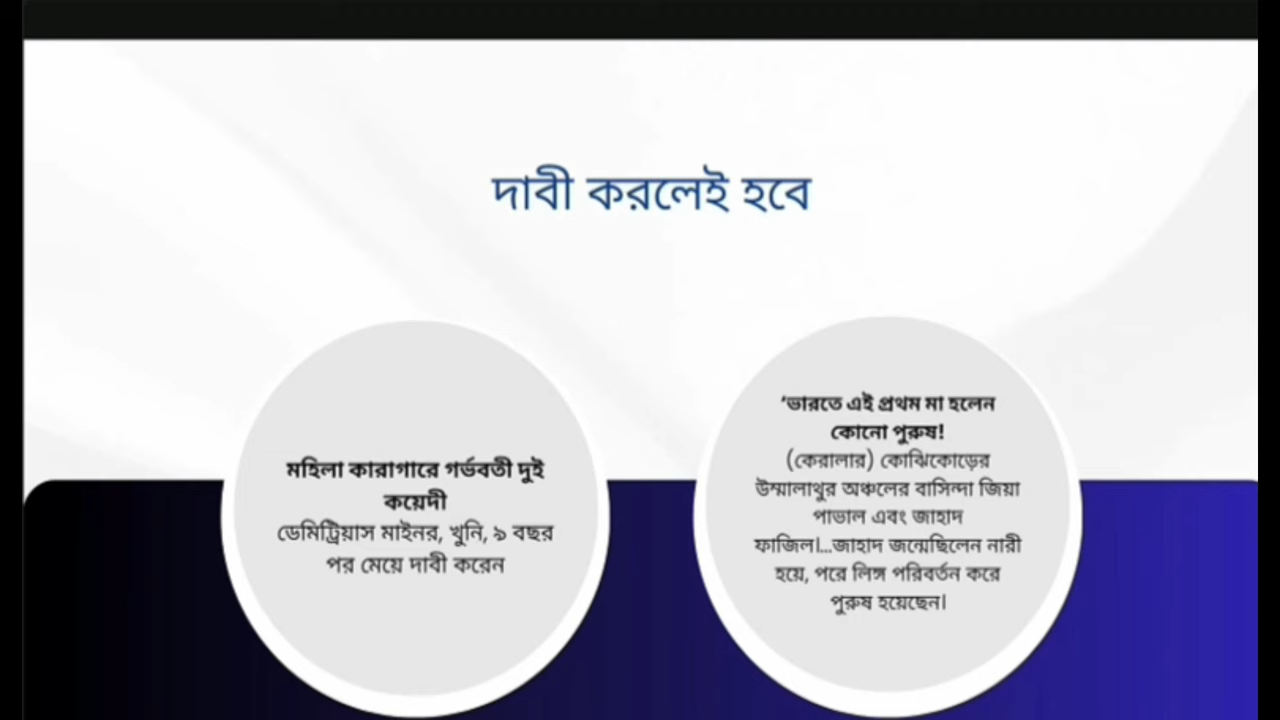 দাবী করলেই হবে
মহিলা কারাগারে গর্ভবতী দুই
কয়েদী
ডেমিট্রিয়াস মাইনর, খুনি, ৯ বছর
পর মেয়ে দাবী করেন
‘ভারতে এই প্রথম মা হলেন
কোনো পুরুষ!
(কেরালার) কোঝিকোড়ের
উম্মালাথুর অঞ্চলের বাসিন্দা জিয়া
পাভাল এবং জাহাদ
ফাজিল।...জাহাদ জন্মেছিলেন নারী
হয়ে, পরে লিঙ্গ পরিবর্তন করে
পুরুষ হয়েছেন।